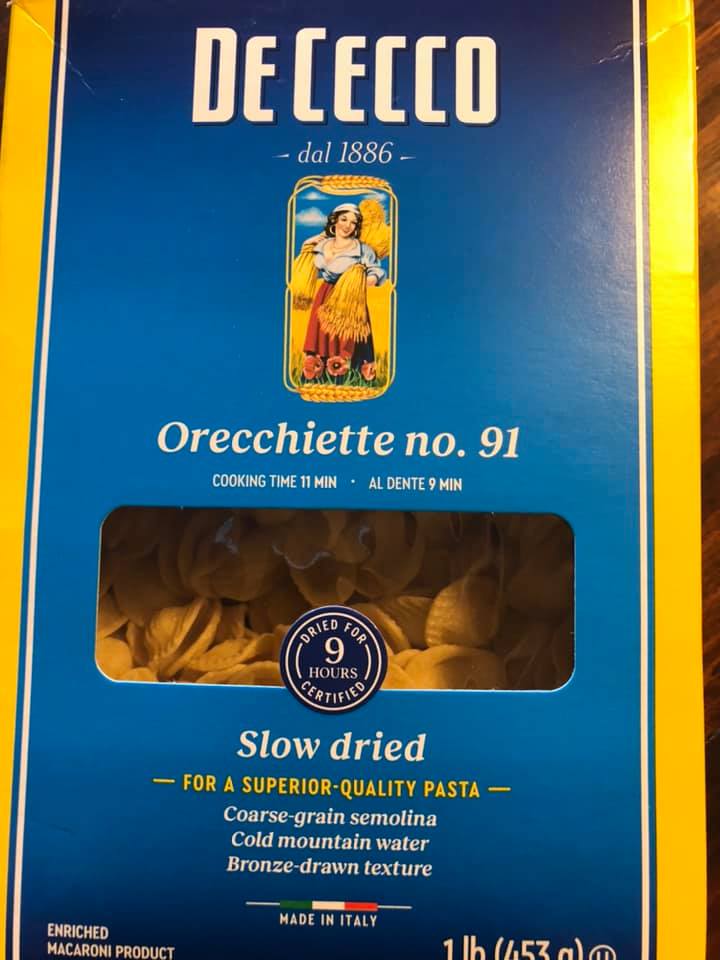 DE CECCO
dal 1886
Orecchiette no. 91
COOKING TIME 11 MIN · AL DENTE 9 MIN
DRIED FOR
9
HOURS
CERTIFIED
Slow dried
— FOR A SUPERIOR-QUALITY PASTA —
Coarse-grain semolina
Cold mountain water
Bronze-drawn texture
MADE IN ITALY
ENRICHED
MACARONI PRODUCT
1 lb (453 g) U